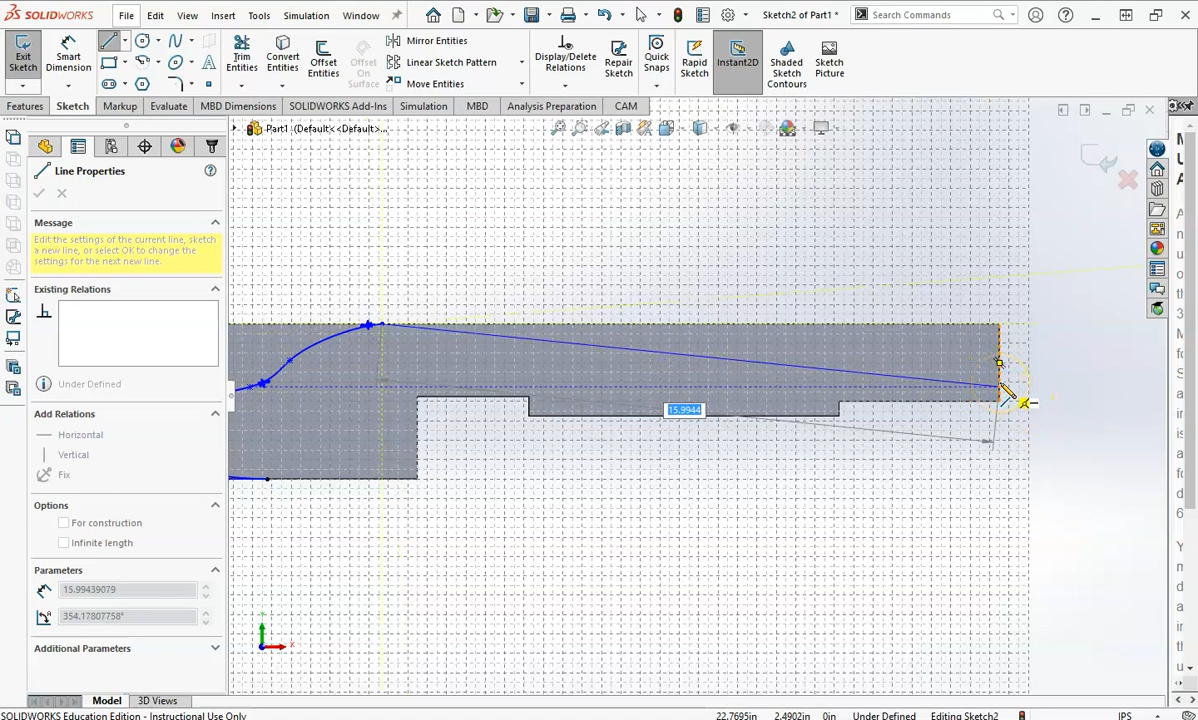 SOLIDWORKS File Edit View Insert Tools Simulation Window Sketch2 of Part1 * Search Commands
Exit Sketch
Smart Dimension
Trim Entities
Convert Entities
Offset Entities
Offset On Surface
Mirror Entities
Linear Sketch Pattern
Move Entities
Display/Delete Relations
Repair Sketch
Quick Snaps
Rapid Sketch
Instant2D
Shaded Sketch Contours
Sketch Picture
Features Sketch Markup Evaluate MBD Dimensions SOLIDWORKS Add-Ins Simulation MBD Analysis Preparation CAM
Part1 (Default<<Default>...
Line Properties
Message
Edit the settings of the current line, sketch
a new line, or select OK to change the
settings for the next new line.
Existing Relations
Under Defined
Add Relations
Horizontal
Vertical
Fix
Options
For construction
Infinite length
Parameters
15.99439079
354.17807758°
Additional Parameters
15.9944
Y
X
Model 3D Views
SOLIDWORKS Education Edition - Instructional Use Only 22.7695in 2.4902in 0in Under Defined Editing Sketch2 IPS